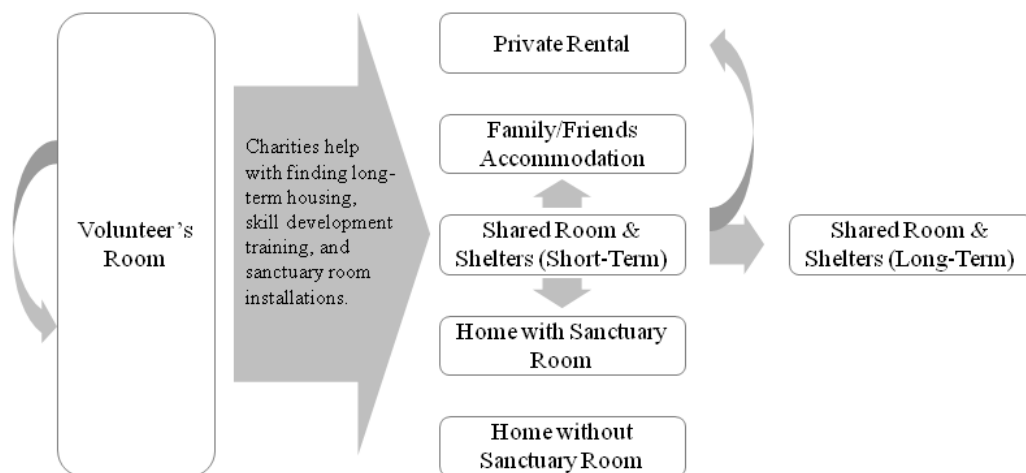 Volunteer's
Room
Charities help
with finding long-
term housing,
skill development
training, and
sanctuary room
installations.
Private Rental
Family/Friends
Accommodation
Shared Room &
Shelters (Short-Term)
Home with Sanctuary
Room
Home without
Sanctuary Room
Shared Room &
Shelters (Long-Term)